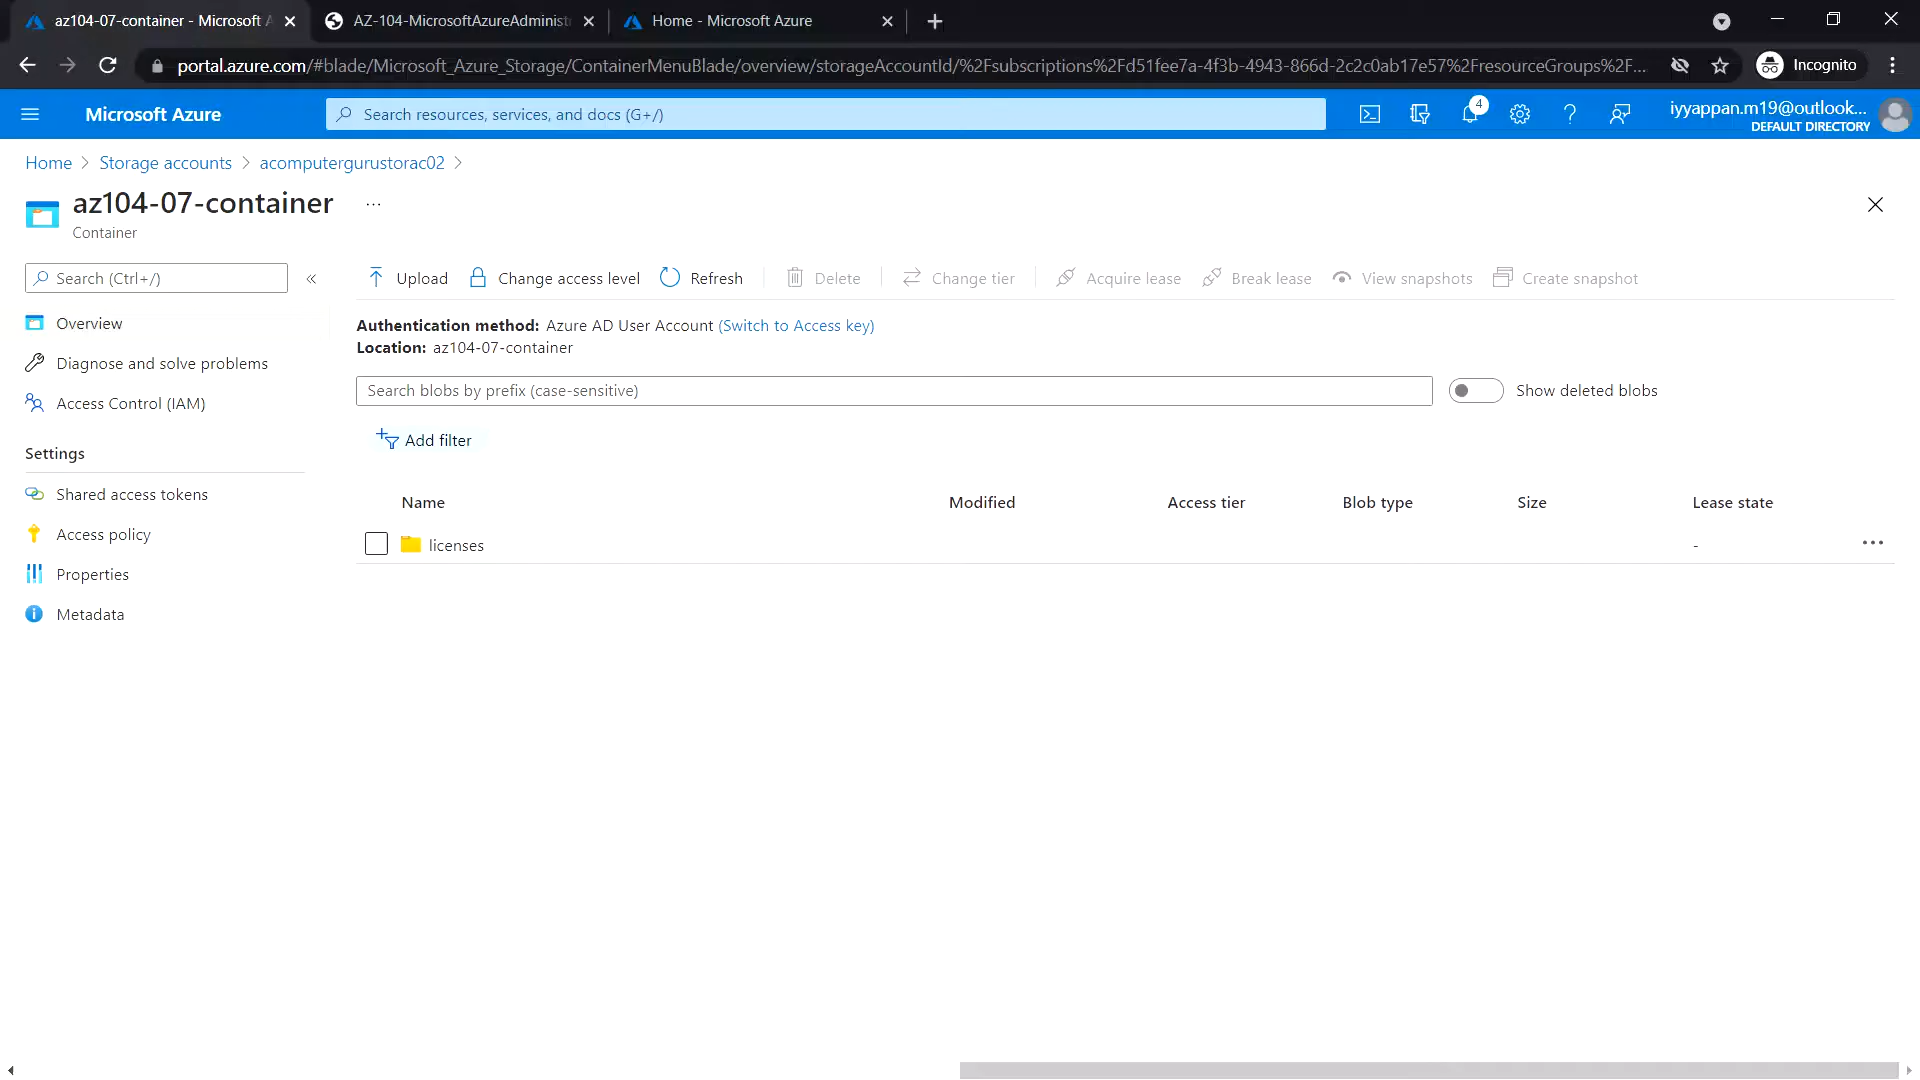 az104-07-container - Microsoft A
AZ-104-MicrosoftAzureAdminist
Home - Microsoft Azure
portal.azure.com/#blade/Microsoft_Azure_Storage/ContainerMenuBlade/overview/storageAccountId/%2Fsubscriptions%2Fd51fee7a-4f3b-4943-866d-2c2c0ab17e57%2FresourceGroups%2F...
Incognito
Microsoft Azure
Search resources, services, and docs (G+/)
4
iyyappan.m19@outlook...
DEFAULT DIRECTORY
Home > Storage accounts > acomputergurustorac02 >
az104-07-container ...
Container
Search (Ctrl+/)
«
Overview
Diagnose and solve problems
Access Control (IAM)
Settings
Shared access tokens
Access policy
Properties
Metadata
Upload
Change access level
Refresh
Delete
Change tier
Acquire lease
Break lease
View snapshots
Create snapshot
Authentication method: Azure AD User Account (Switch to Access key)
Location: az104-07-container
Search blobs by prefix (case-sensitive)
Show deleted blobs
Add filter
Name Modified Access tier Blob type Size Lease state
licenses - ...